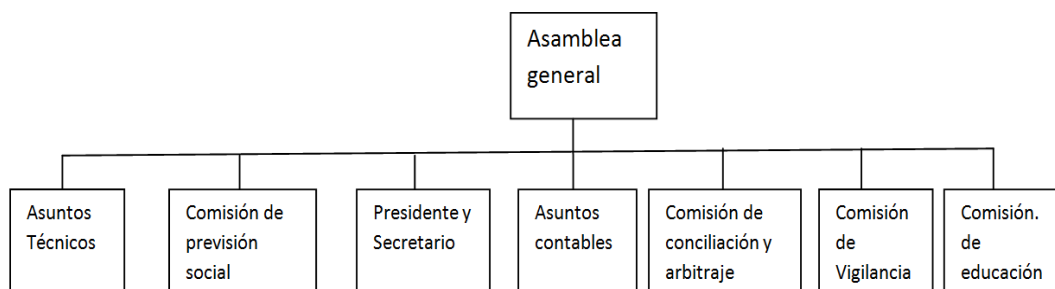 Asamblea
general
Asuntos
Técnicos
Comisión de
previsión
social
Presidente y
Secretario
Asuntos
contables
Comisión de
conciliación y
arbitraje
Comisión
de
Vigilancia
Comisión.
de
educación